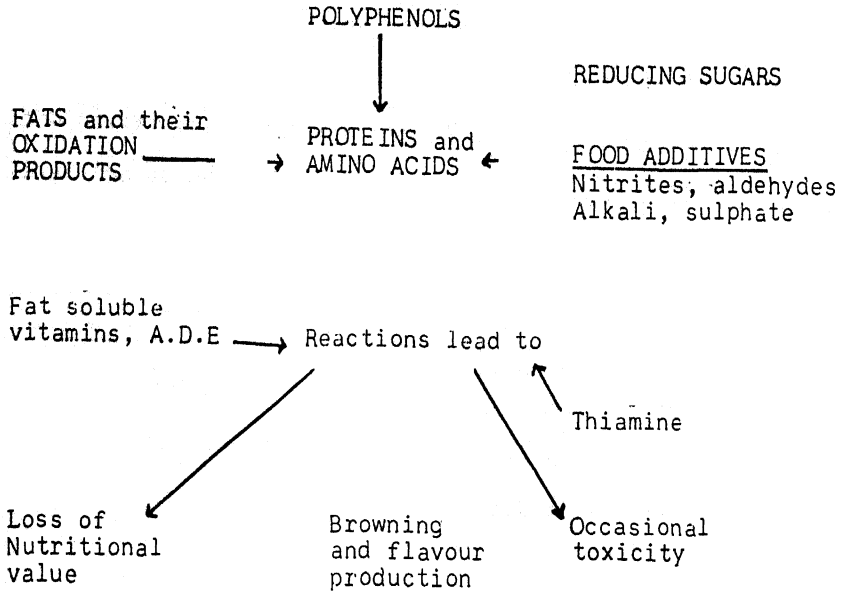 POLYPHENOLS
REDUCING SUGARS
FATS and their
OXIDATION
PRODUCTS
PROTEINS and
AMINO ACIDS
FOOD ADDITIVES
Nitrites, aldehydes
Alkali, sulphate
Fat soluble
vitamins, A.D.E
Reactions lead to
Thiamine
Loss of
Nutritional
value
Browning
and flavour
production
Occasional
toxicity